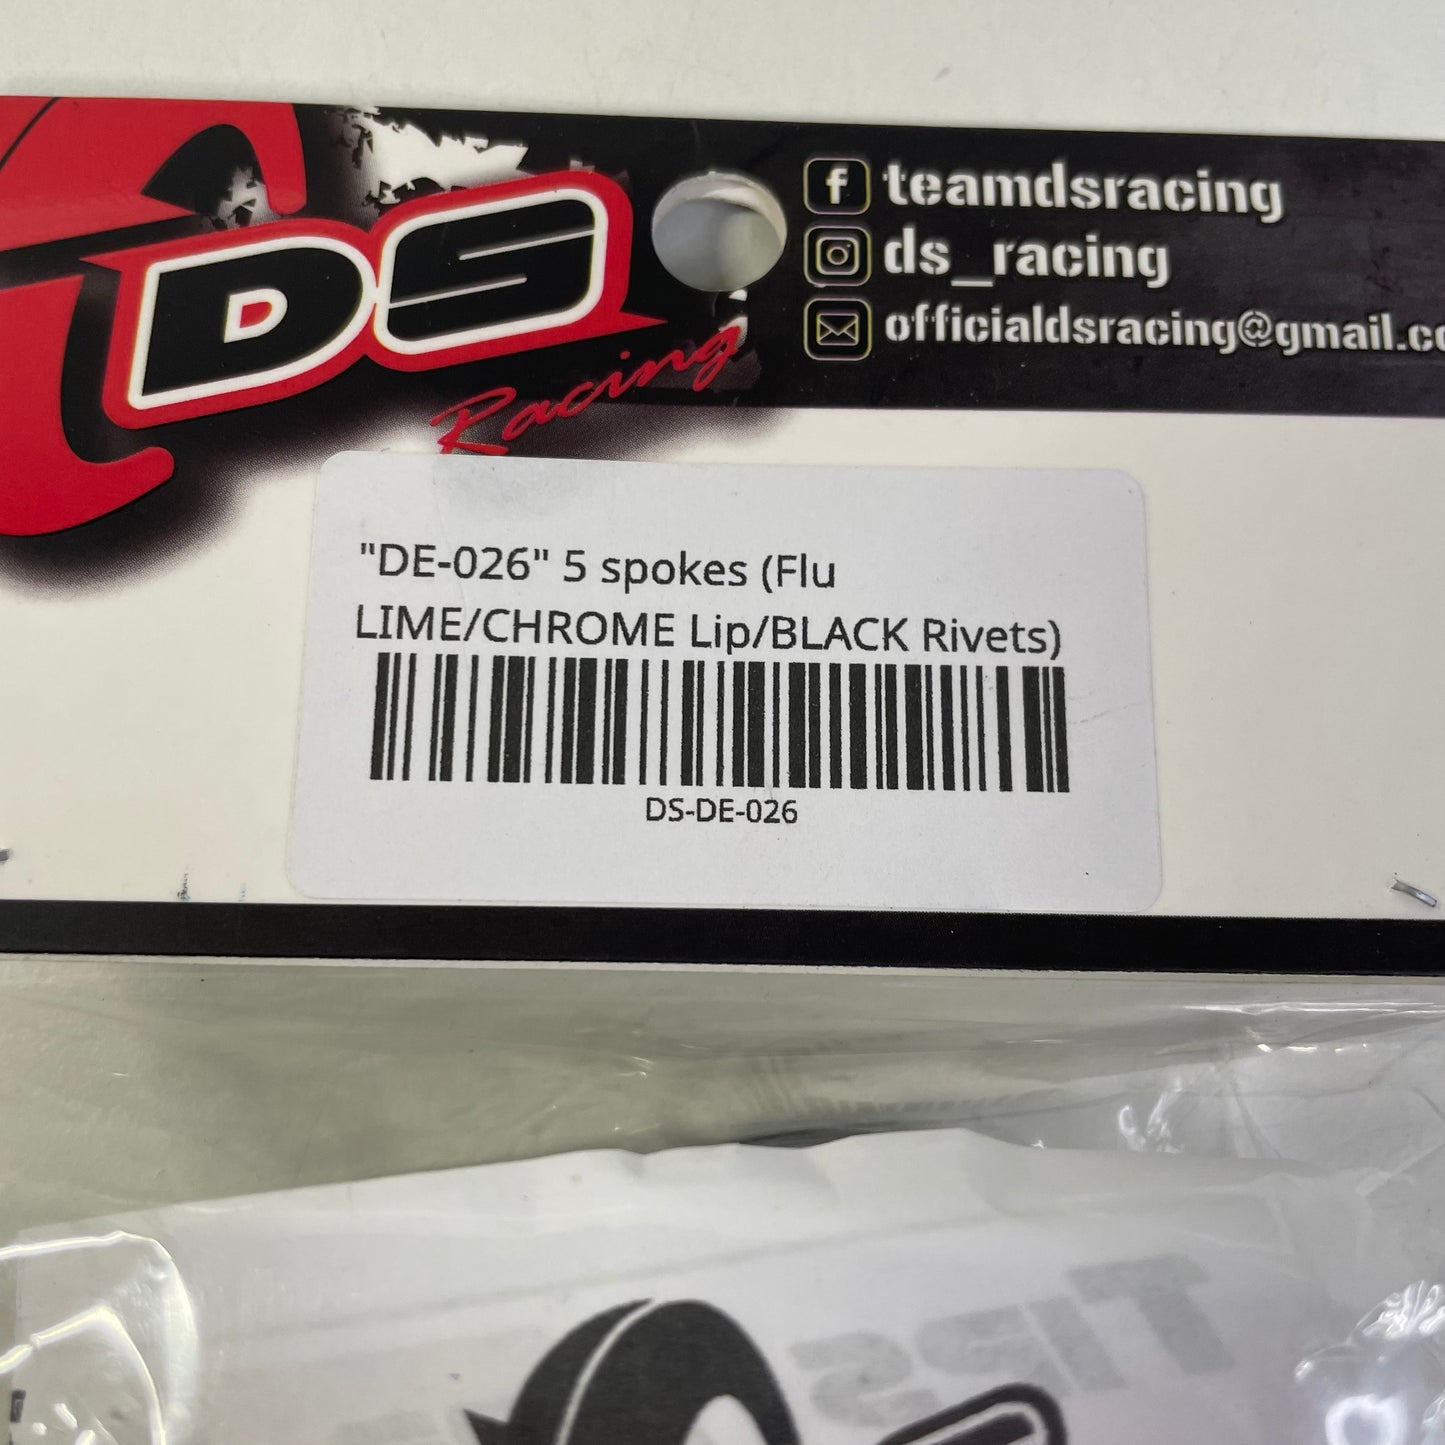 DS
Racing
teamdsracing
ds_racing
officialdsracing@gmail.co
"DE-026" 5 spokes (Flu
LIME/CHROME Lip/BLACK Rivets)
DS-DE-026
TIPS